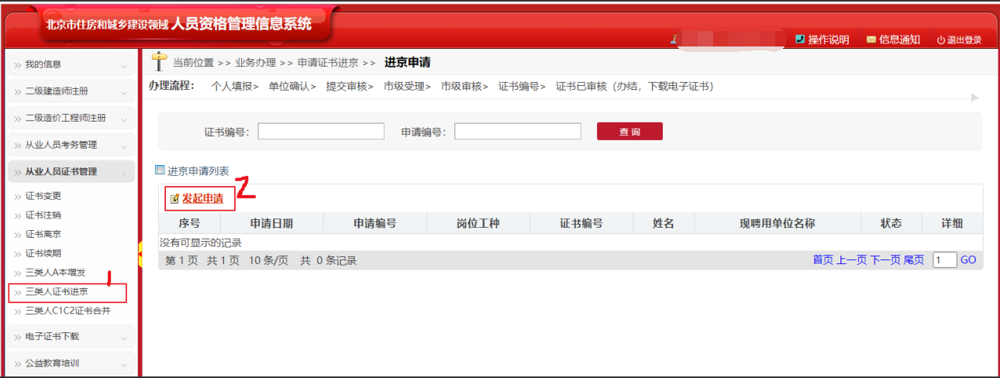 北京市住房和城乡建设领域 人员资格管理信息系统
操作说明 信息通知 退出登录
我的信息
二级建造师注册
二级造价工程师注册
从业人员考务管理
从业人员证书管理
证书变更
证书注销
证书离京
证书续期
三类人A本增发
1
三类人证书进京
三类人C1C2证书合并
电子证书下载
公益教育培训
当前位置 >> 业务办理 >> 申请证书进京 >> 进京申请
办理流程: 个人填报> 单位确认> 提交审核> 市级受理> 市级审核> 证书编号> 证书已审核（办结，下载电子证书）
证书编号: 申请编号: 查 询
进京申请列表
发起申请 2
序号 申请日期 申请编号 岗位工种 证书编号 姓名 现聘用单位名称 状态 详细
没有可显示的记录
第 1 页 共 1 页 10 条/页 共 0 条记录 首页 上一页 下一页 尾页 1 GO